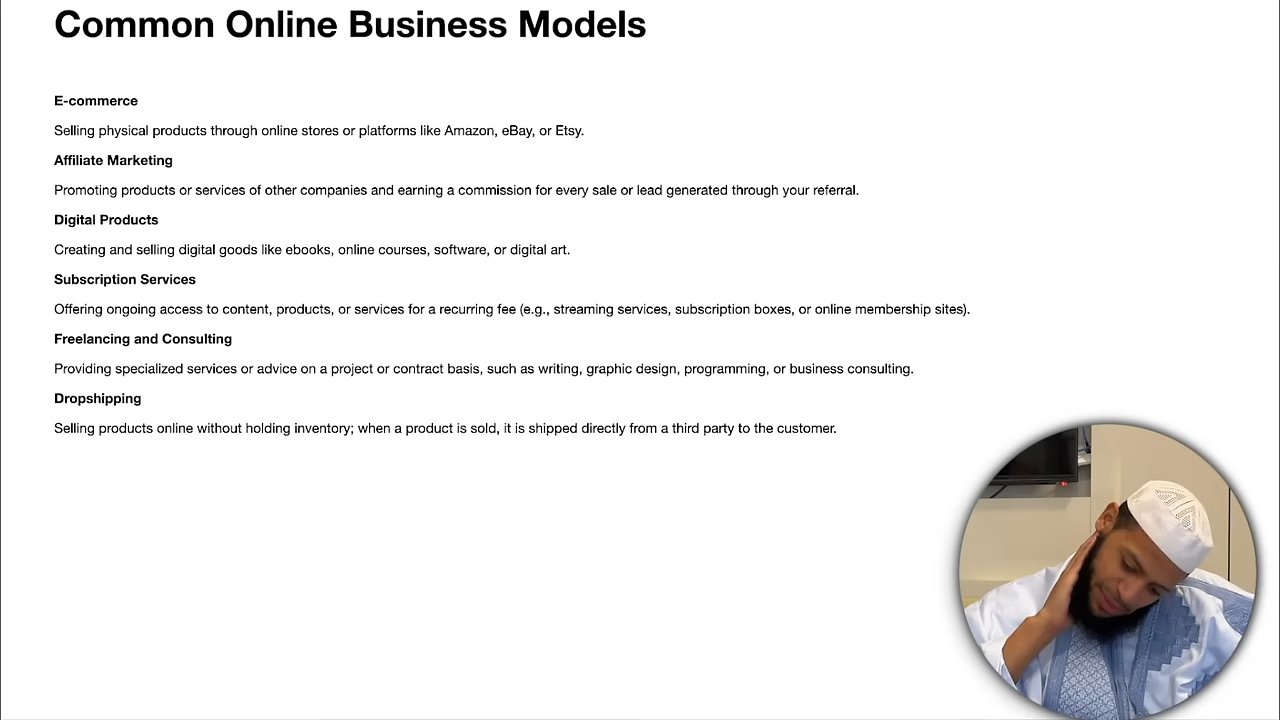 Common Online Business Models
E-commerce
Selling physical products through online stores or platforms like Amazon, eBay, or Etsy.
Affiliate Marketing
Promoting products or services of other companies and earning a commission for every sale or lead generated through your referral.
Digital Products
Creating and selling digital goods like ebooks, online courses, software, or digital art.
Subscription Services
Offering ongoing access to content, products, or services for a recurring fee (e.g., streaming services, subscription boxes, or online membership sites).
Freelancing and Consulting
Providing specialized services or advice on a project or contract basis, such as writing, graphic design, programming, or business consulting.
Dropshipping
Selling products online without holding inventory; when a product is sold, it is shipped directly from a third party to the customer.